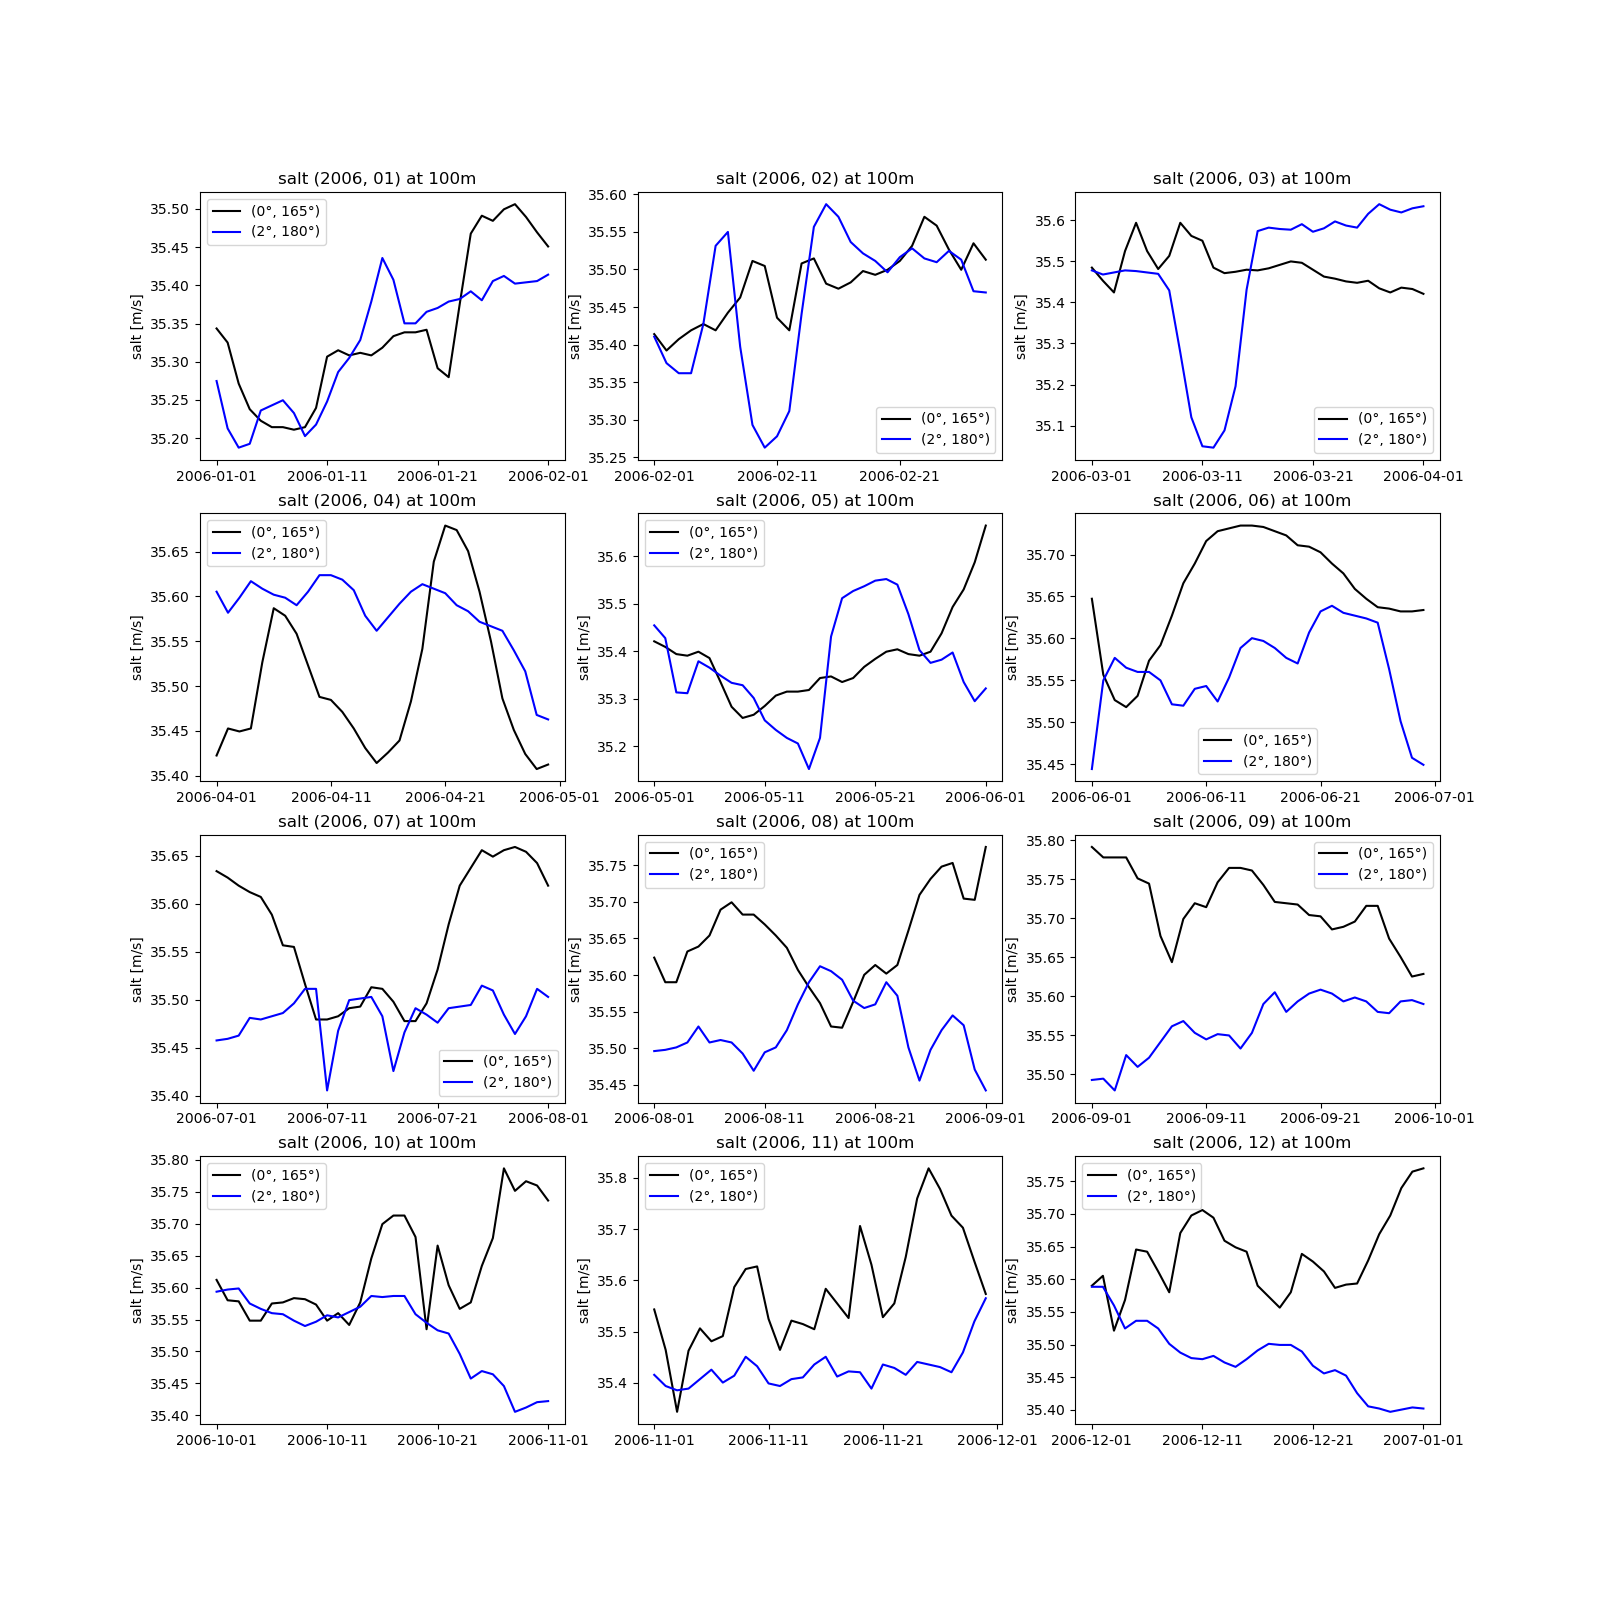 salt (2006, 01) at 100m
salt [m/s]
35.50
35.45
35.40
35.35
35.30
35.25
35.20
(0°, 165°)
(2°, 180°)
2006-01-01 2006-01-11 2006-01-21 2006-02-01
salt (2006, 02) at 100m
salt [m/s]
35.60
35.55
35.50
35.45
35.40
35.35
35.30
35.25
(0°, 165°)
(2°, 180°)
2006-02-01 2006-02-11 2006-02-21
salt (2006, 03) at 100m
salt [m/s]
35.6
35.5
35.4
35.3
35.2
35.1
(0°, 165°)
(2°, 180°)
2006-03-01 2006-03-11 2006-03-21 2006-04-01
salt (2006, 04) at 100m
salt [m/s]
35.65
35.60
35.55
35.50
35.45
35.40
(0°, 165°)
(2°, 180°)
2006-04-01 2006-04-11 2006-04-21 2006-05-01
salt (2006, 05) at 100m
salt [m/s]
35.6
35.5
35.4
35.3
35.2
(0°, 165°)
(2°, 180°)
2006-05-01 2006-05-11 2006-05-21 2006-06-01
salt (2006, 06) at 100m
salt [m/s]
35.70
35.65
35.60
35.55
35.50
35.45
(0°, 165°)
(2°, 180°)
2006-06-01 2006-06-11 2006-06-21 2006-07-01
salt (2006, 07) at 100m
salt [m/s]
35.65
35.60
35.55
35.50
35.45
35.40
(0°, 165°)
(2°, 180°)
2006-07-01 2006-07-11 2006-07-21 2006-08-01
salt (2006, 08) at 100m
salt [m/s]
35.75
35.70
35.65
35.60
35.55
35.50
35.45
(0°, 165°)
(2°, 180°)
2006-08-01 2006-08-11 2006-08-21 2006-09-01
salt (2006, 09) at 100m
salt [m/s]
35.80
35.75
35.70
35.65
35.60
35.55
35.50
(0°, 165°)
(2°, 180°)
2006-09-01 2006-09-11 2006-09-21 2006-10-01
salt (2006, 10) at 100m
salt [m/s]
35.80
35.75
35.70
35.65
35.60
35.55
35.50
35.45
35.40
(0°, 165°)
(2°, 180°)
2006-10-01 2006-10-11 2006-10-21 2006-11-01
salt (2006, 11) at 100m
salt [m/s]
35.8
35.7
35.6
35.5
35.4
(0°, 165°)
(2°, 180°)
2006-11-01 2006-11-11 2006-11-21 2006-12-01
salt (2006, 12) at 100m
salt [m/s]
35.75
35.70
35.65
35.60
35.55
35.50
35.45
35.40
(0°, 165°)
(2°, 180°)
2006-12-01 2006-12-11 2006-12-21 2007-01-01